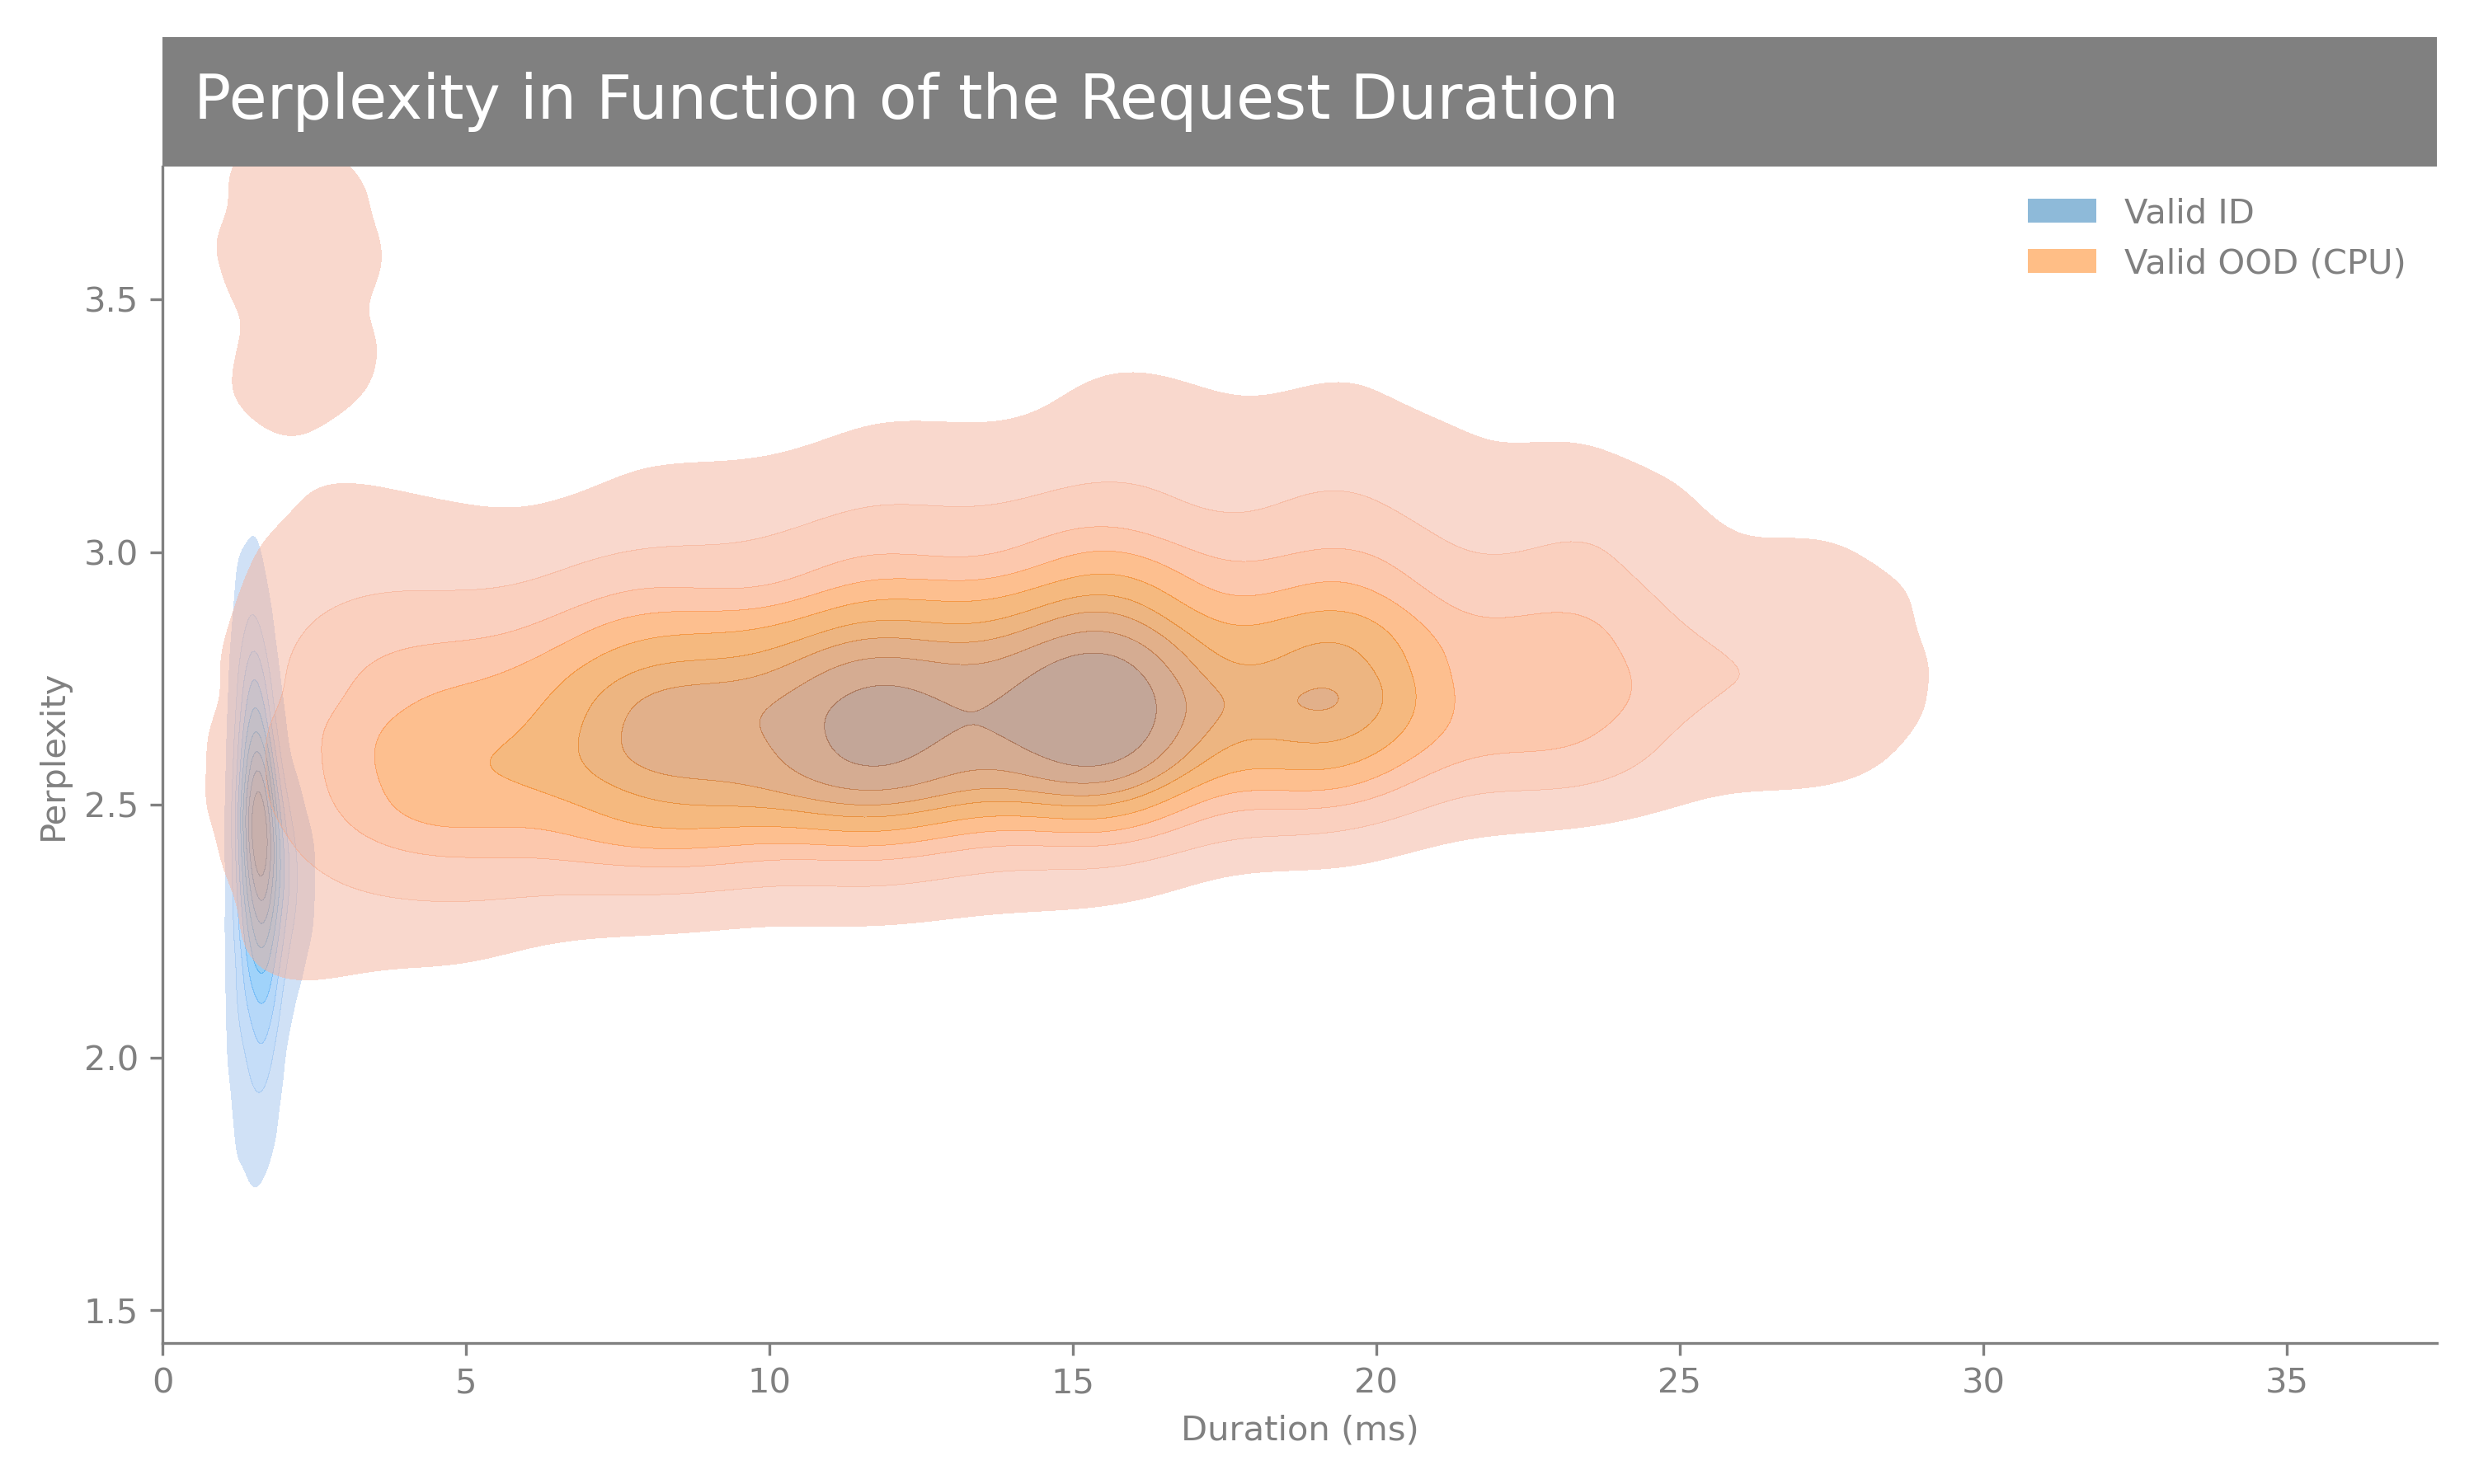 Perplexity in Function of the Request Duration
Valid ID
Valid OOD (CPU)
3.5
3.0
2.5
2.0
1.5
Perplexity
0 5 10 15 20 25 30 35
Duration (ms)